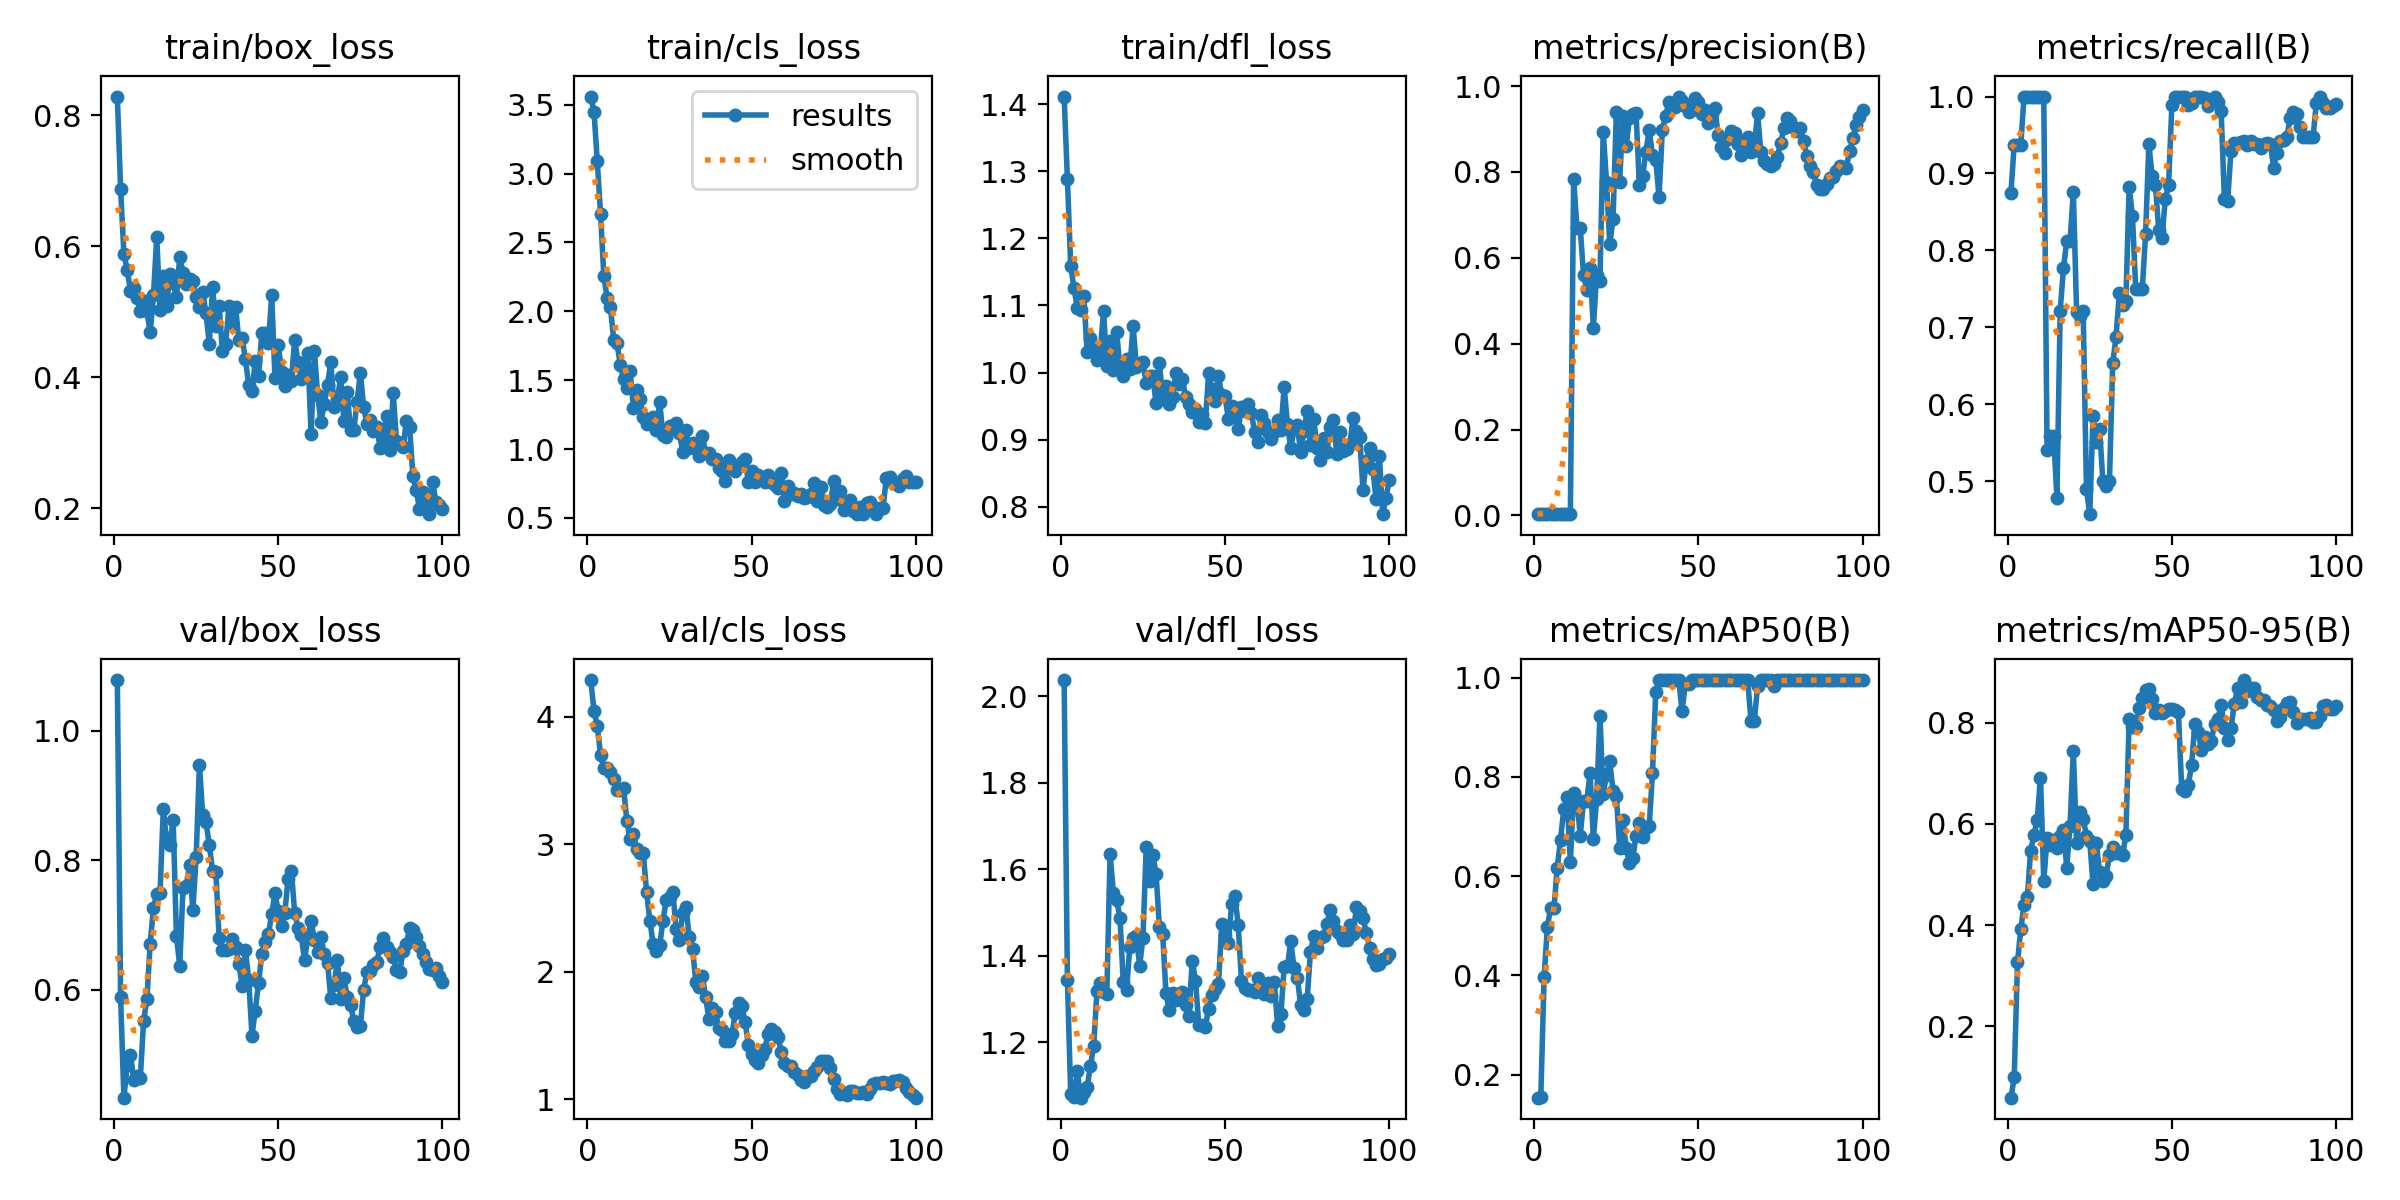 train/box_loss
0.8
0.6
0.4
0.2
0 50 100
train/cls_loss
results
smooth
3.5
3.0
2.5
2.0
1.5
1.0
0.5
0 50 100
train/dfl_loss
1.4
1.3
1.2
1.1
1.0
0.9
0.8
0 50 100
metrics/precision(B)
1.0
0.8
0.6
0.4
0.2
0.0
0 50 100
metrics/recall(B)
1.0
0.9
0.8
0.7
0.6
0.5
0 50 100
val/box_loss
1.0
0.8
0.6
0 50 100
val/cls_loss
4
3
2
1
0 50 100
val/dfl_loss
2.0
1.8
1.6
1.4
1.2
0 50 100
metrics/mAP50(B)
1.0
0.8
0.6
0.4
0.2
0 50 100
metrics/mAP50-95(B)
0.8
0.6
0.4
0.2
0 50 100